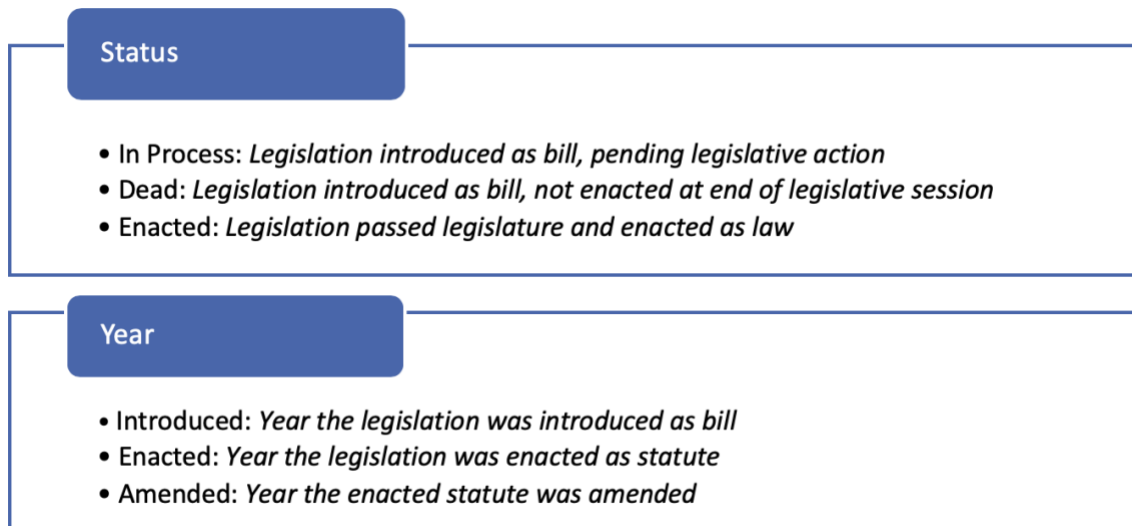 Status
• In Process: Legislation introduced as bill, pending legislative action
• Dead: Legislation introduced as bill, not enacted at end of legislative session
• Enacted: Legislation passed legislature and enacted as law
Year
• Introduced: Year the legislation was introduced as bill
• Enacted: Year the legislation was enacted as statute
• Amended: Year the enacted statute was amended